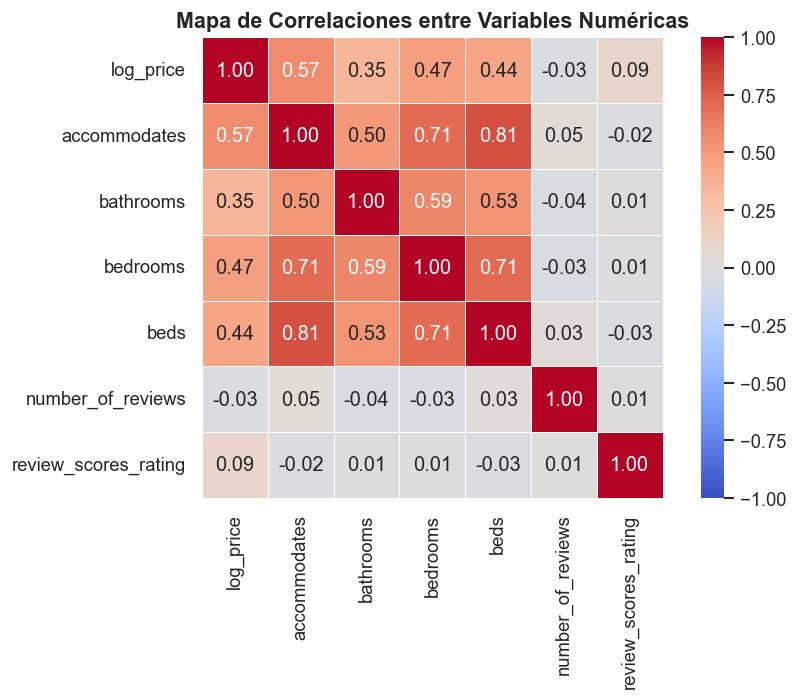 Mapa de Correlaciones entre Variables Numéricas
log_price 1.00 0.57 0.35 0.47 0.44 -0.03 0.09
accommodates 0.57 1.00 0.50 0.71 0.81 0.05 -0.02
bathrooms 0.35 0.50 1.00 0.59 0.53 -0.04 0.01
bedrooms 0.47 0.71 0.59 1.00 0.71 -0.03 0.01
beds 0.44 0.81 0.53 0.71 1.00 0.03 -0.03
number_of_reviews -0.03 0.05 -0.04 -0.03 0.03 1.00 0.01
review_scores_rating 0.09 -0.02 0.01 0.01 -0.03 0.01 1.00
log_price
accommodates
bathrooms
bedrooms
beds
number_of_reviews
review_scores_rating
1.00
0.75
0.50
0.25
0.00
−0.25
−0.50
−0.75
−1.00